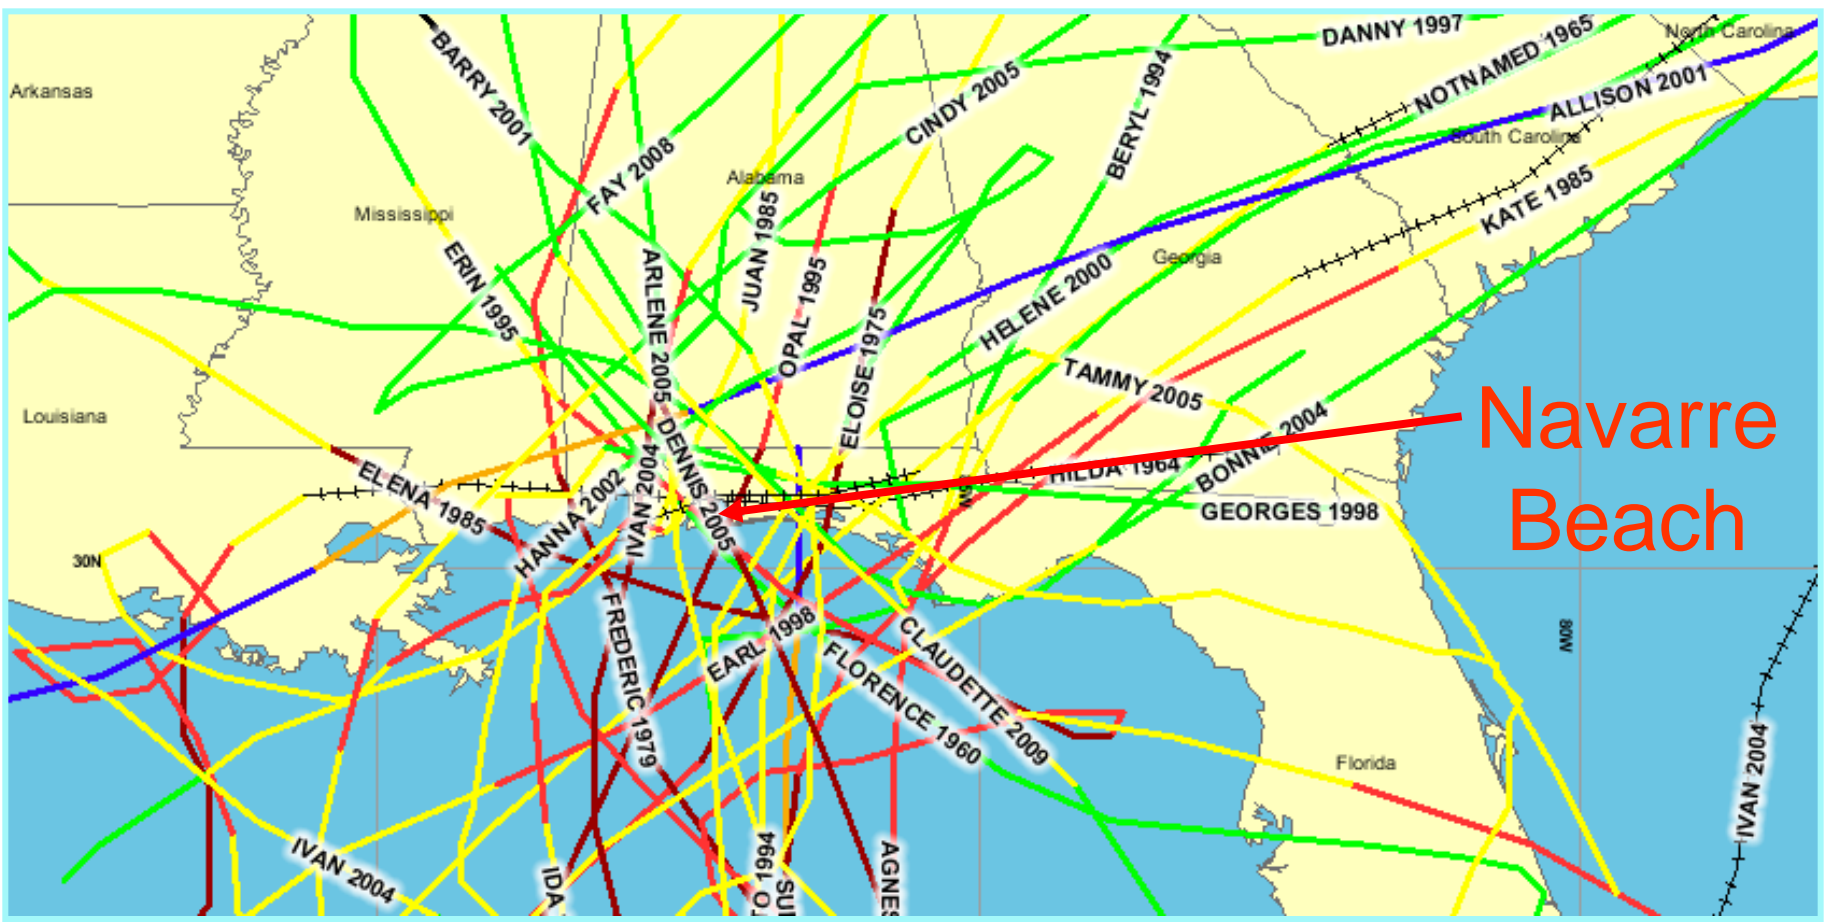 BARRY 2001
DANNY 1997
NOTNAMED 1965
North Carolina
Arkansas
CINDY 2005
BERYL 1994
ALLISON 2001
South Carolina
FAY 2008
Alabama
Mississippi
JUAN 1985
KATE 1985
ERIN 1995
ARLENE 2005
OPAL 1995
ELOISE 1975
HELENE 2000
Georgia
TAMMY 2005
Louisiana
Navarre
Beach
BONNIE 2004
HILDA 1964
ELENA 1985
HANNA 2002
IVAN 2004
DENNIS 2005
GEORGES 1998
30N
80N
FREDERIC 1979
EARL 1998
FLORENCE 1960
CLAUDETTE 2009
Florida
IVAN 2004
IVAN 2004
IDA
O 1994
AGNES